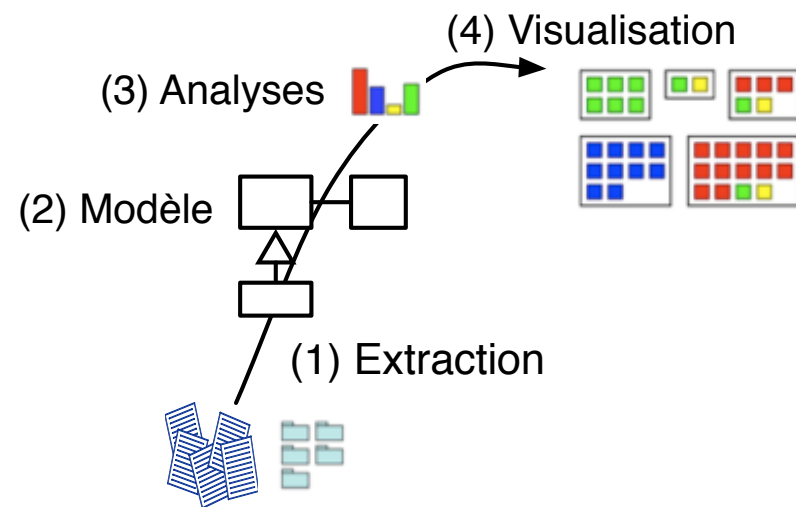 (4) Visualisation
(3) Analyses
(2) Modèle
(1) Extraction